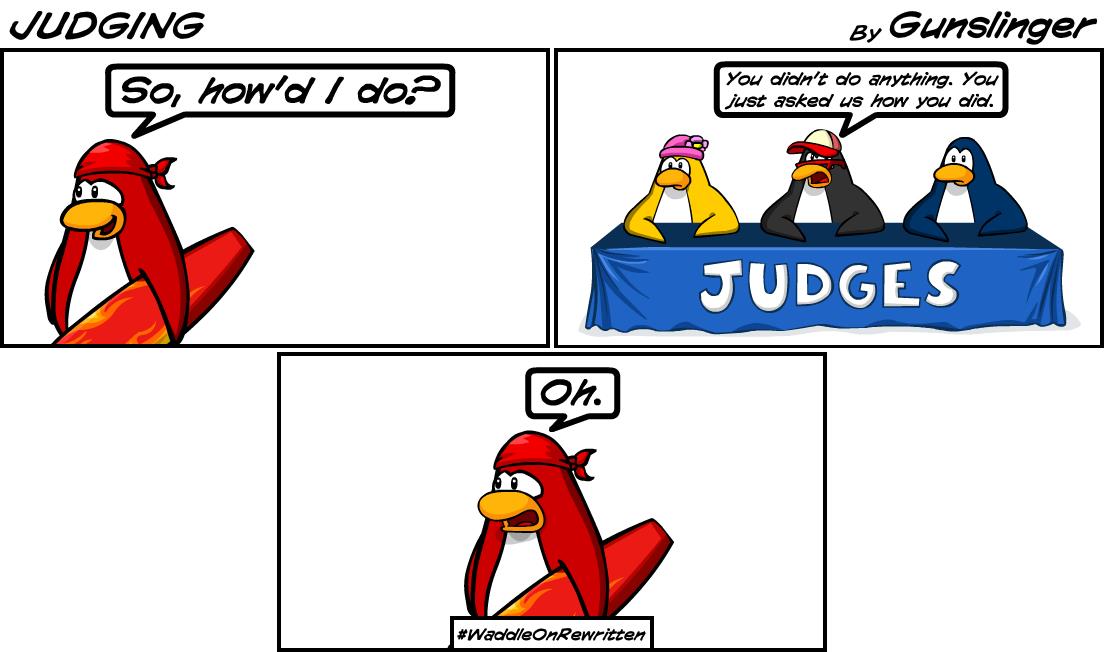 JUDGING
By Gunslinger
So, how'd I do?
You didn't do anything. You
just asked us how you did.
JUDGES
Oh.
#WaddleOnRewritten